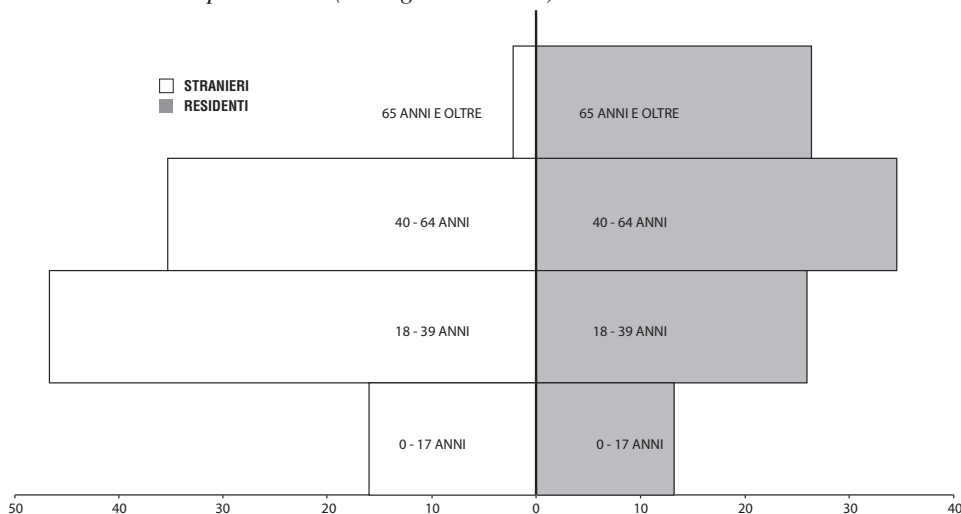 STRANIERI
RESIDENTI
65 ANNI E OLTRE 65 ANNI E OLTRE
40 - 64 ANNI 40 - 64 ANNI
18 - 39 ANNI 18 - 39 ANNI
0 - 17 ANNI 0 - 17 ANNI
50 40 30 20 10 0 10 20 30 40